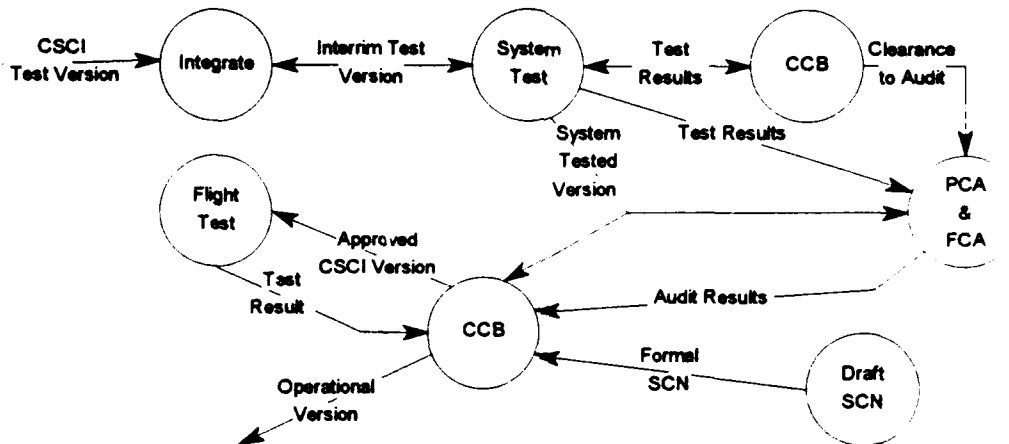 CSCI
Test Version
Integrate
Interrim Test
Version
System
Test
Test
Results
CCB
Clearance
to Audit
System
Tested
Version
Test Results
PCA
&
FCA
Flight
Test
Approved
CSCI Version
Test
Result
CCB
Audit Results
Formal
SCN
Draft
SCN
Operational
Version